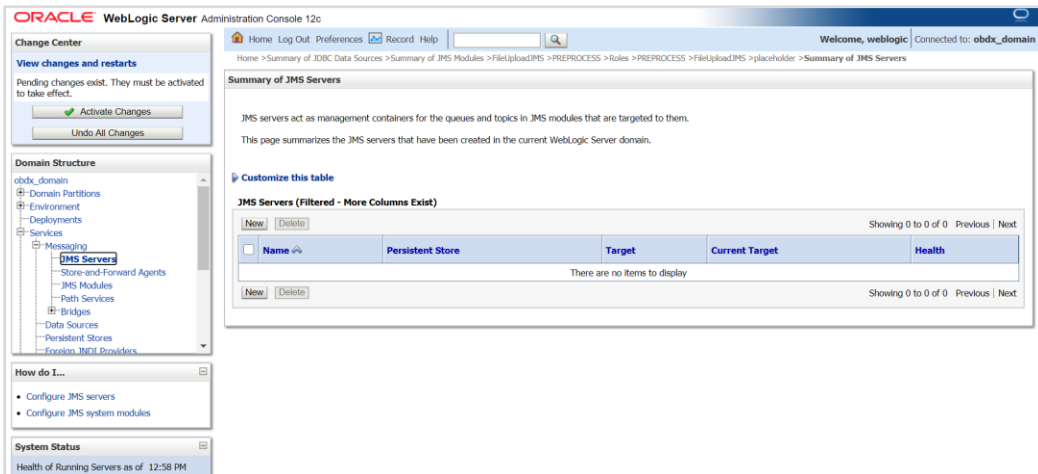 ORACLE WebLogic Server Administration Console 12c
Change Center
View changes and restarts
Pending changes exist. They must be activated
to take effect.
Activate Changes
Undo All Changes
Domain Structure
obdx_domain
Domain Partitions
Environment
Deployments
Services
Messaging
JMS Servers
Store-and-Forward Agents
JMS Modules
Path Services
Bridges
Data Sources
Persistent Stores
Foreign JNDI Providers
How do I...
Configure JMS servers
Configure JMS system modules
System Status
Health of Running Servers as of 12:58 PM
Home Log Out Preferences Record Help
Welcome, weblogic Connected to: obdx_domain
Home >Summary of JDBC Data Sources >Summary of JMS Modules >FileUploadJMS >PREPROCESS >Roles >PREPROCESS >FileUploadJMS >placeholder >Summary of JMS Servers
Summary of JMS Servers
JMS servers act as management containers for the queues and topics in JMS modules that are targeted to them.
This page summarizes the JMS servers that have been created in the current WebLogic Server domain.
Customize this table
JMS Servers (Filtered - More Columns Exist)
New Delete Showing 0 to 0 of 0 Previous | Next
Name Persistent Store Target Current Target Health
There are no items to display
New Delete Showing 0 to 0 of 0 Previous | Next